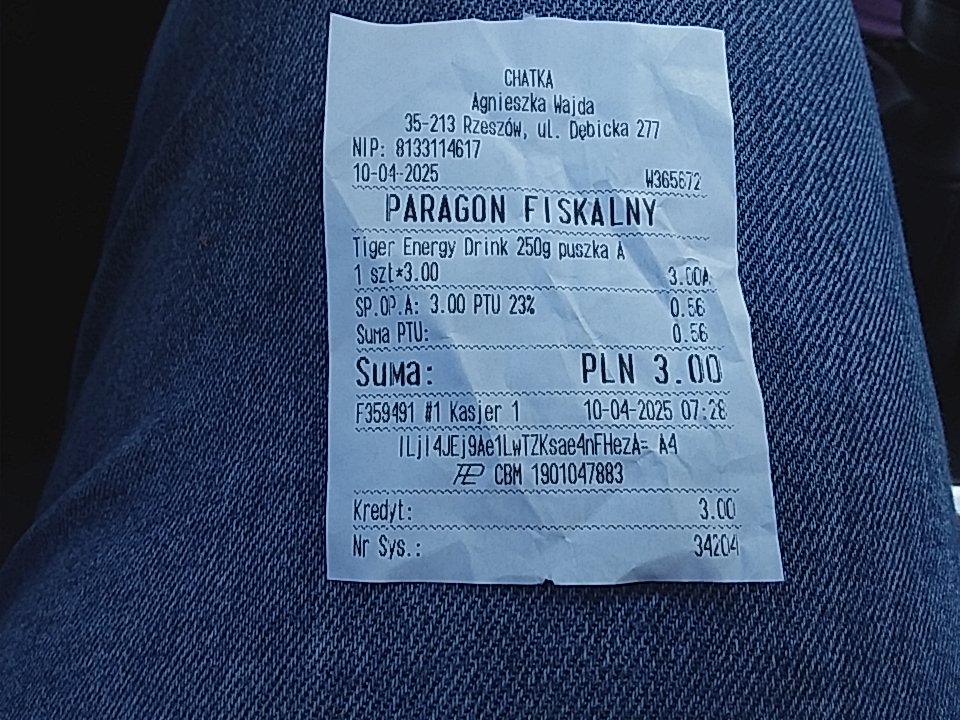 CHATKA
Agnieszka Wajda
35-213 Rzeszów, ul. Dębicka 277
NIP: 8133114617
10-04-2025 W365672
PARAGON FISKALNY
Tiger Energy Drink 250g puszka A
1 szt*3.00 3.00A
SP.OP.A: 3.00 PTU 23% 0.56
Suma PTU: 0.56
Suma: PLN 3.00
F359491 #1 Kasjer 1 10-04-2025 07:28
A4
CBM 1901047883
Kredyt: 3.00
Nr Sys.: 34204